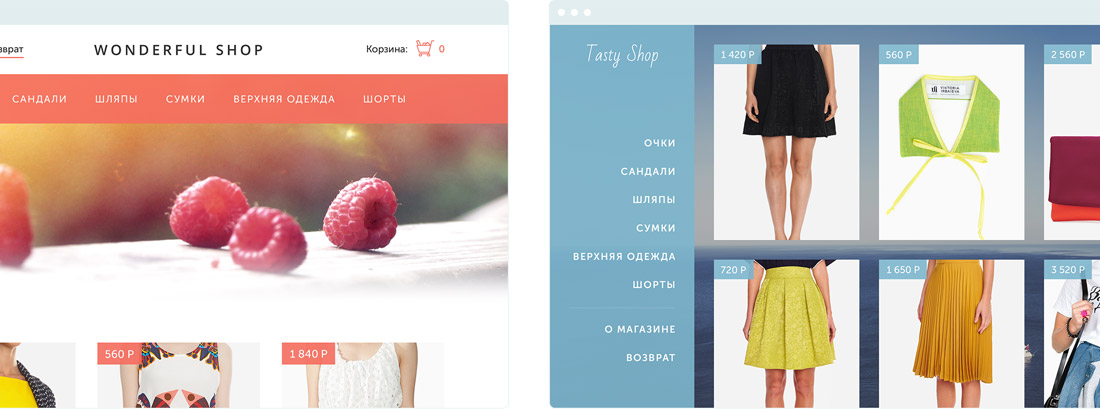 зврат
WONDERFUL SHOP
Корзина: 0
САНДАЛИ ШЛЯПЫ СУМКИ ВЕРХНЯЯ ОДЕЖДА ШОРТЫ
560 Р
1 840 Р
Tasty Shop
ОЧКИ
САНДАЛИ
ШЛЯПЫ
СУМКИ
ВЕРХНЯЯ ОДЕЖДА
ШОРТЫ
О МАГАЗИНЕ
ВОЗВРАТ
1 420 Р
560 Р
2 560 Р
720 Р
1 650 Р
3 520 Р